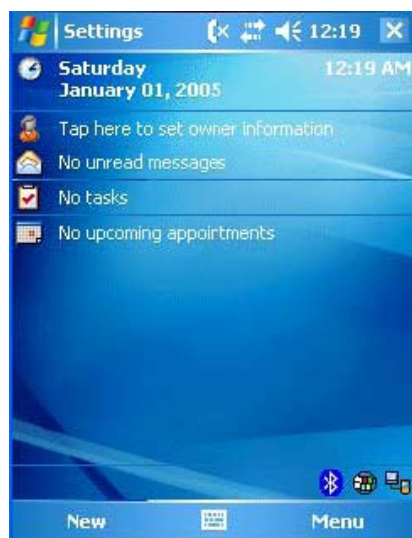 Settings 12:19
Saturday 12:19 AM
January 01, 2005
Tap here to set owner information
No unread messages
No tasks
No upcoming appointments
New Menu